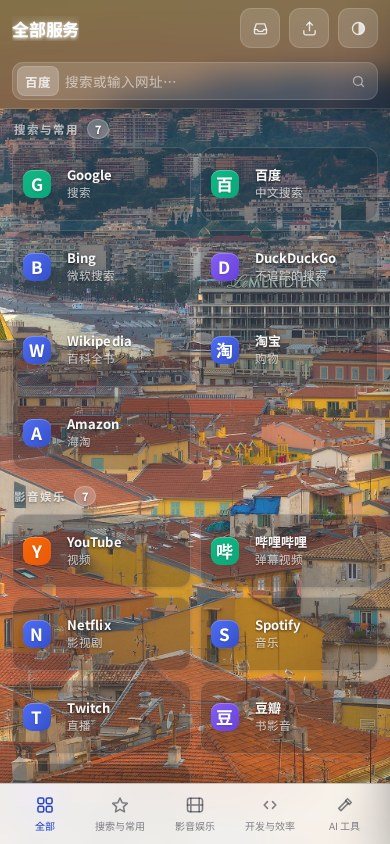 全部服务
百度 搜索或输入网址…
搜索与常用 7
G Google 搜索
百 百度 中文搜索
B Bing 微软搜索
D DuckDuckGo 不追踪的搜索
Le MERIDIEN
W Wikipedia 百科全书
淘 淘宝 购物
A Amazon 海淘
影音娱乐 7
Y YouTube 视频
哔 哔哩哔哩 弹幕视频
N Netflix 影视剧
S Spotify 音乐
T Twitch 直播
豆 豆瓣 书影音
全部 搜索与常用 影音娱乐 开发与效率 AI 工具